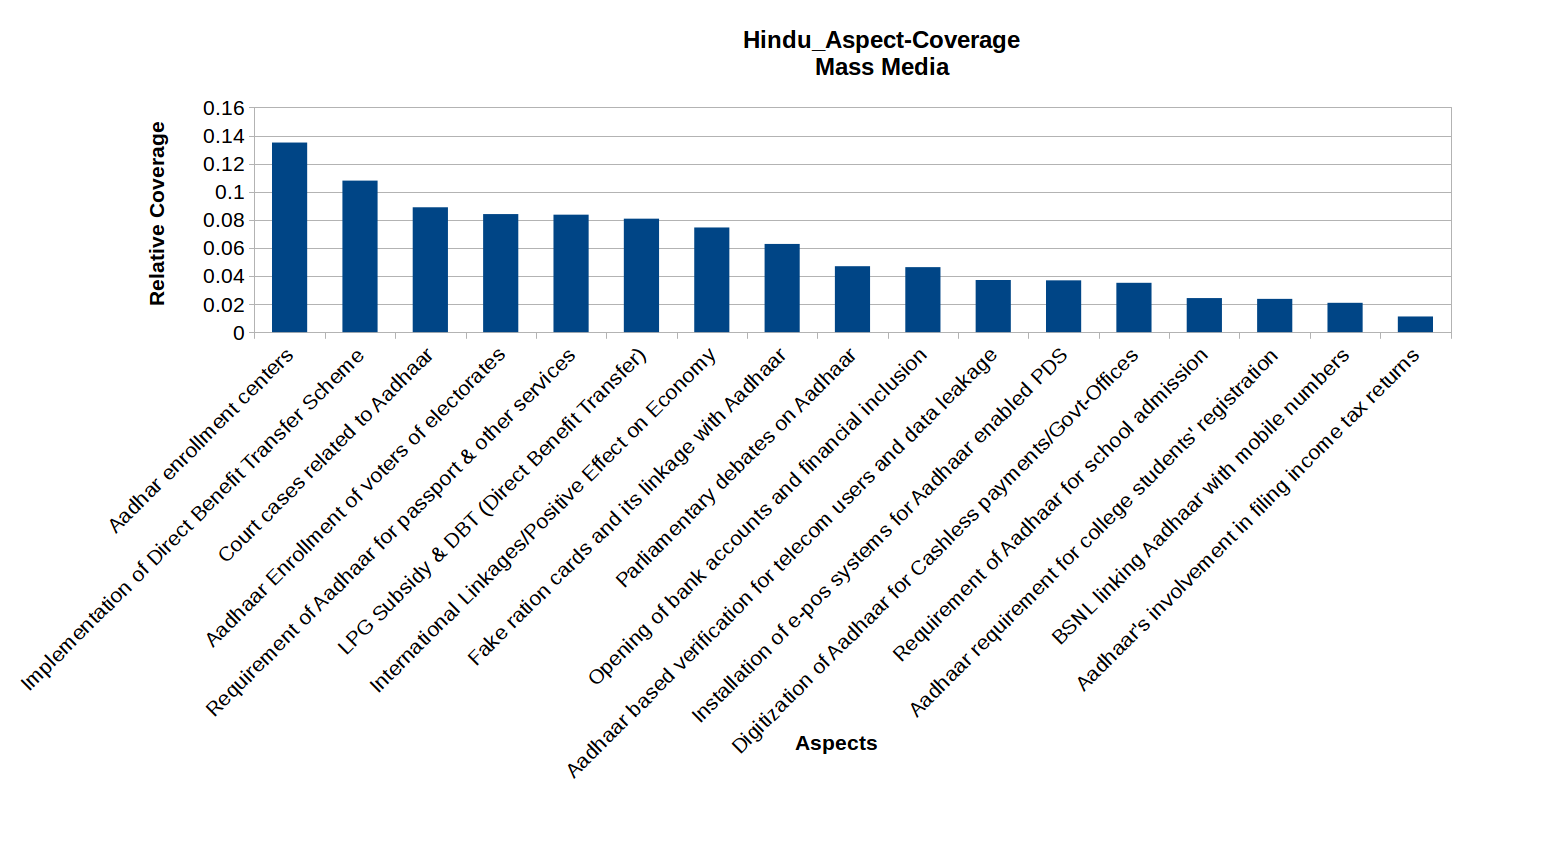 Hindu_Aspect-Coverage
Mass Media
Relative Coverage
0.16
0.14
0.12
0.1
0.08
0.06
0.04
0.02
0
Aadhar enrollment centers
Implementation of Direct Benefit Transfer Scheme
Court cases related to Aadhaar
Aadhaar Enrollment of voters of electorates
Requirement of Aadhaar for passport & other services
LPG Subsidy & DBT (Direct Benefit Transfer)
International Linkages/Positive Effect on Economy
Fake ration cards and its linkage with Aadhaar
Parliamentary debates on Aadhaar
Opening of bank accounts and financial inclusion
Aadhaar based verification for telecom users and data leakage
Installation of e-pos systems for Aadhaar enabled PDS
Digitization of Aadhaar for Cashless payments/Govt-Offices
Requirement of Aadhaar for school admission
Aadhaar requirement for college students' registration
BSNL linking Aadhaar with mobile numbers
Aadhaar's involvement in filing income tax returns
Aspects